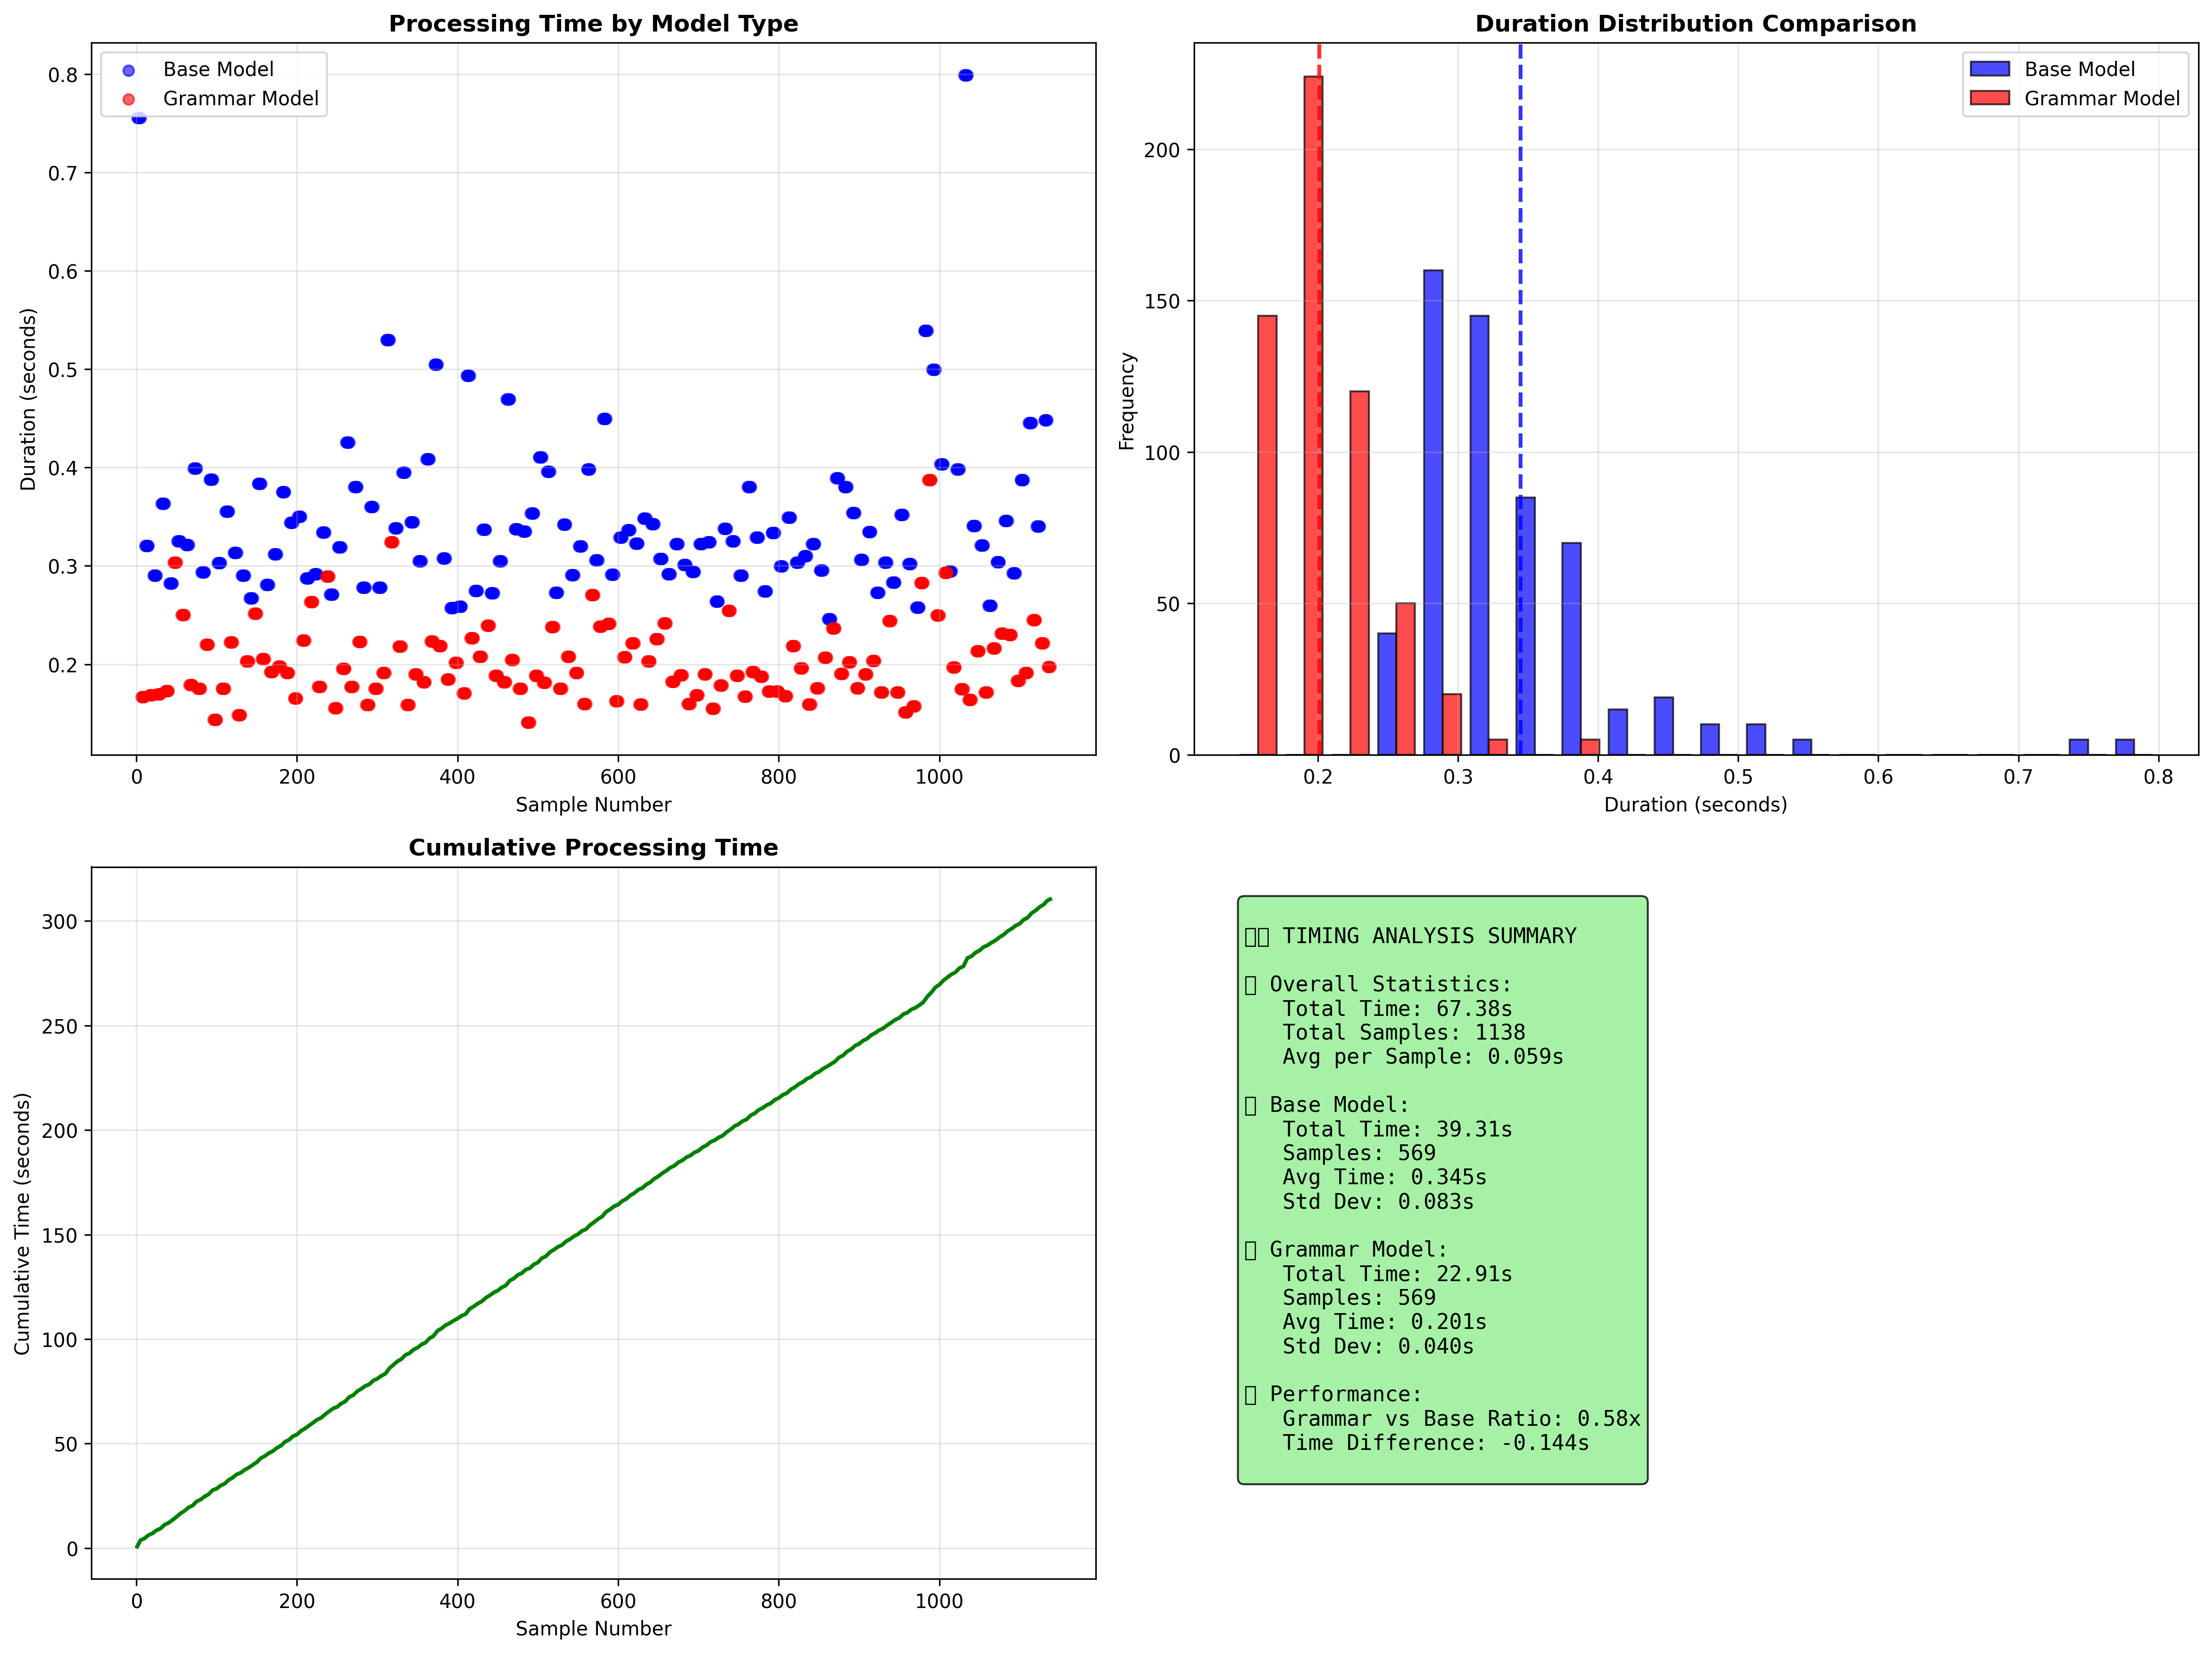 Processing Time by Model Type
Base Model
Grammar Model
0.8
0.7
0.6
0.5
0.4
0.3
0.2
Duration (seconds)
0 200 400 600 800 1000
Sample Number
Duration Distribution Comparison
Base Model
Grammar Model
200
150
100
50
0
Frequency
0.2 0.3 0.4 0.5 0.6 0.7 0.8
Duration (seconds)
Cumulative Processing Time
300
250
200
150
100
50
0
Cumulative Time (seconds)
0 200 400 600 800 1000
Sample Number
TIMING ANALYSIS SUMMARY
Overall Statistics:
Total Time: 67.38s
Total Samples: 1138
Avg per Sample: 0.059s
Base Model:
Total Time: 39.31s
Samples: 569
Avg Time: 0.345s
Std Dev: 0.083s
Grammar Model:
Total Time: 22.91s
Samples: 569
Avg Time: 0.201s
Std Dev: 0.040s
Performance:
Grammar vs Base Ratio: 0.58x
Time Difference: -0.144s